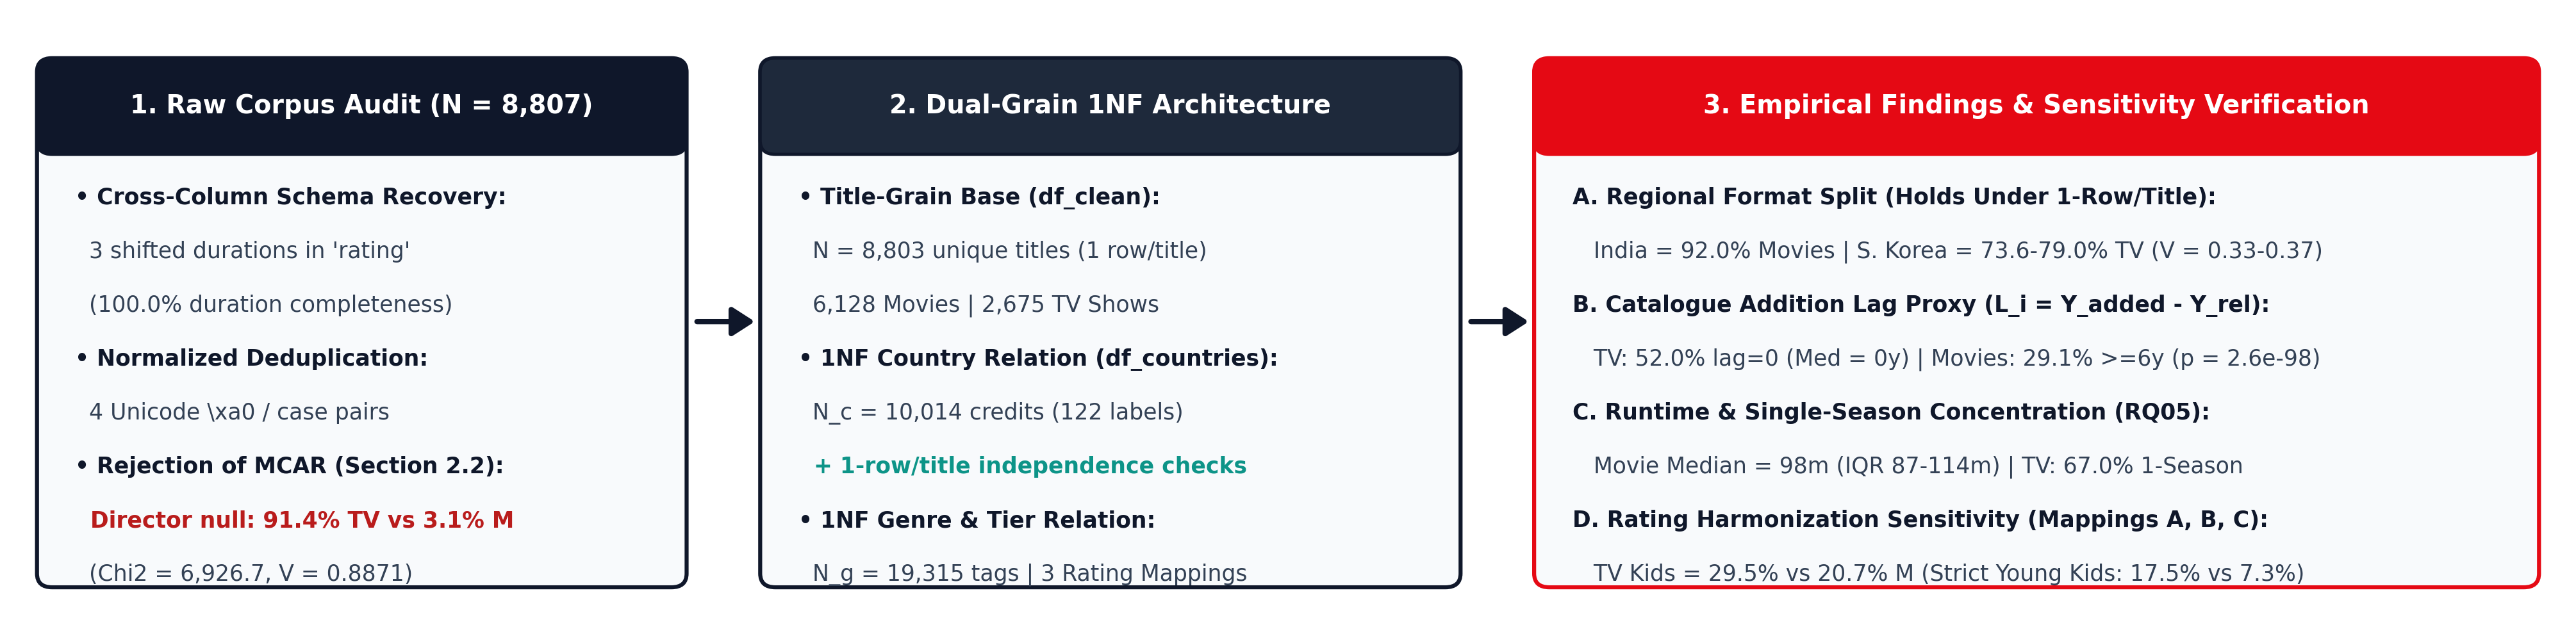 1. Raw Corpus Audit (N = 8,807)
• Cross-Column Schema Recovery:
3 shifted durations in 'rating'
(100.0% duration completeness)
• Normalized Deduplication:
4 Unicode \xa0 / case pairs
• Rejection of MCAR (Section 2.2):
Director null: 91.4% TV vs 3.1% M
(Chi2 = 6,926.7, V = 0.8871)
2. Dual-Grain 1NF Architecture
• Title-Grain Base (df_clean):
N = 8,803 unique titles (1 row/title)
6,128 Movies | 2,675 TV Shows
• 1NF Country Relation (df_countries):
N_c = 10,014 credits (122 labels)
+ 1-row/title independence checks
• 1NF Genre & Tier Relation:
N_g = 19,315 tags | 3 Rating Mappings
3. Empirical Findings & Sensitivity Verification
A. Regional Format Split (Holds Under 1-Row/Title):
India = 92.0% Movies | S. Korea = 73.6-79.0% TV (V = 0.33-0.37)
B. Catalogue Addition Lag Proxy (L_i = Y_added - Y_rel):
TV: 52.0% lag=0 (Med = 0y) | Movies: 29.1% >=6y (p = 2.6e-98)
C. Runtime & Single-Season Concentration (RQ05):
Movie Median = 98m (IQR 87-114m) | TV: 67.0% 1-Season
D. Rating Harmonization Sensitivity (Mappings A, B, C):
TV Kids = 29.5% vs 20.7% M (Strict Young Kids: 17.5% vs 7.3%)